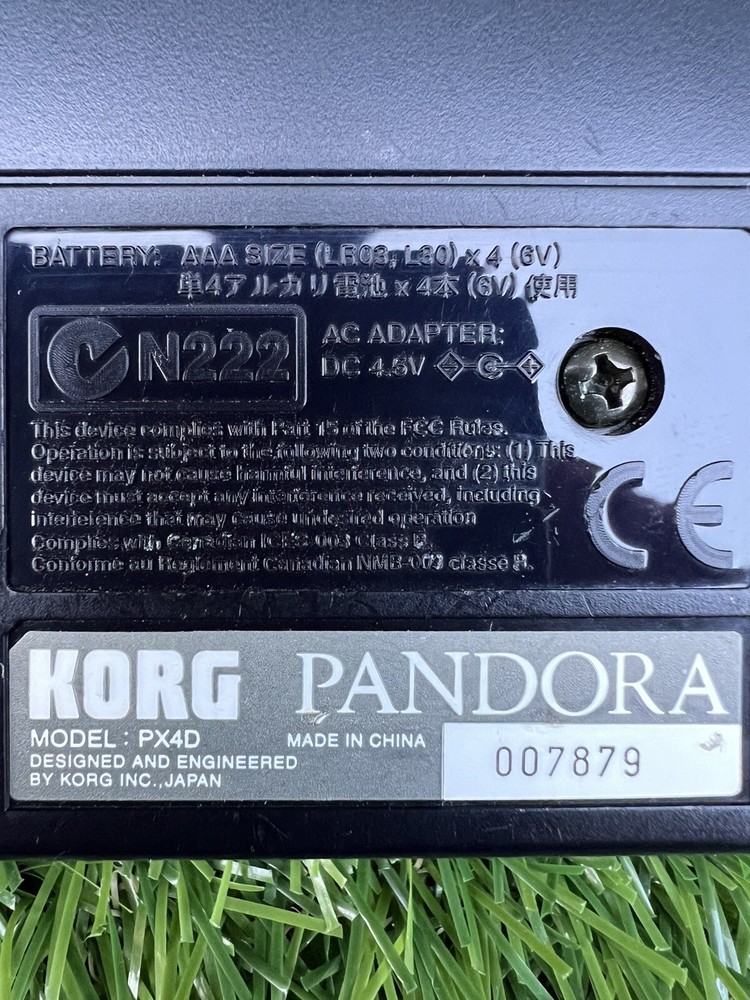 BATTERY: AAA SIZE (LR03, L30) x 4 (6V)
単4アルカリ電池 x 4本 (6V) 使用
N222
AC ADAPTER:
DC 4.5V
This device complies with Part 15 of the FCC Rules.
Operation is subject to the following two conditions: (1) This
device may not cause harmful interference, and (2) this
device must accept any interference received, including
interference that may cause undesired operation
Complies with Canadian ICES-003 Class B.
Conforme au Reglement Canadian NMB-003 classe B.
CE
KORG PANDORA
MODEL : PX4D MADE IN CHINA
DESIGNED AND ENGINEERED
BY KORG INC.,JAPAN
007879